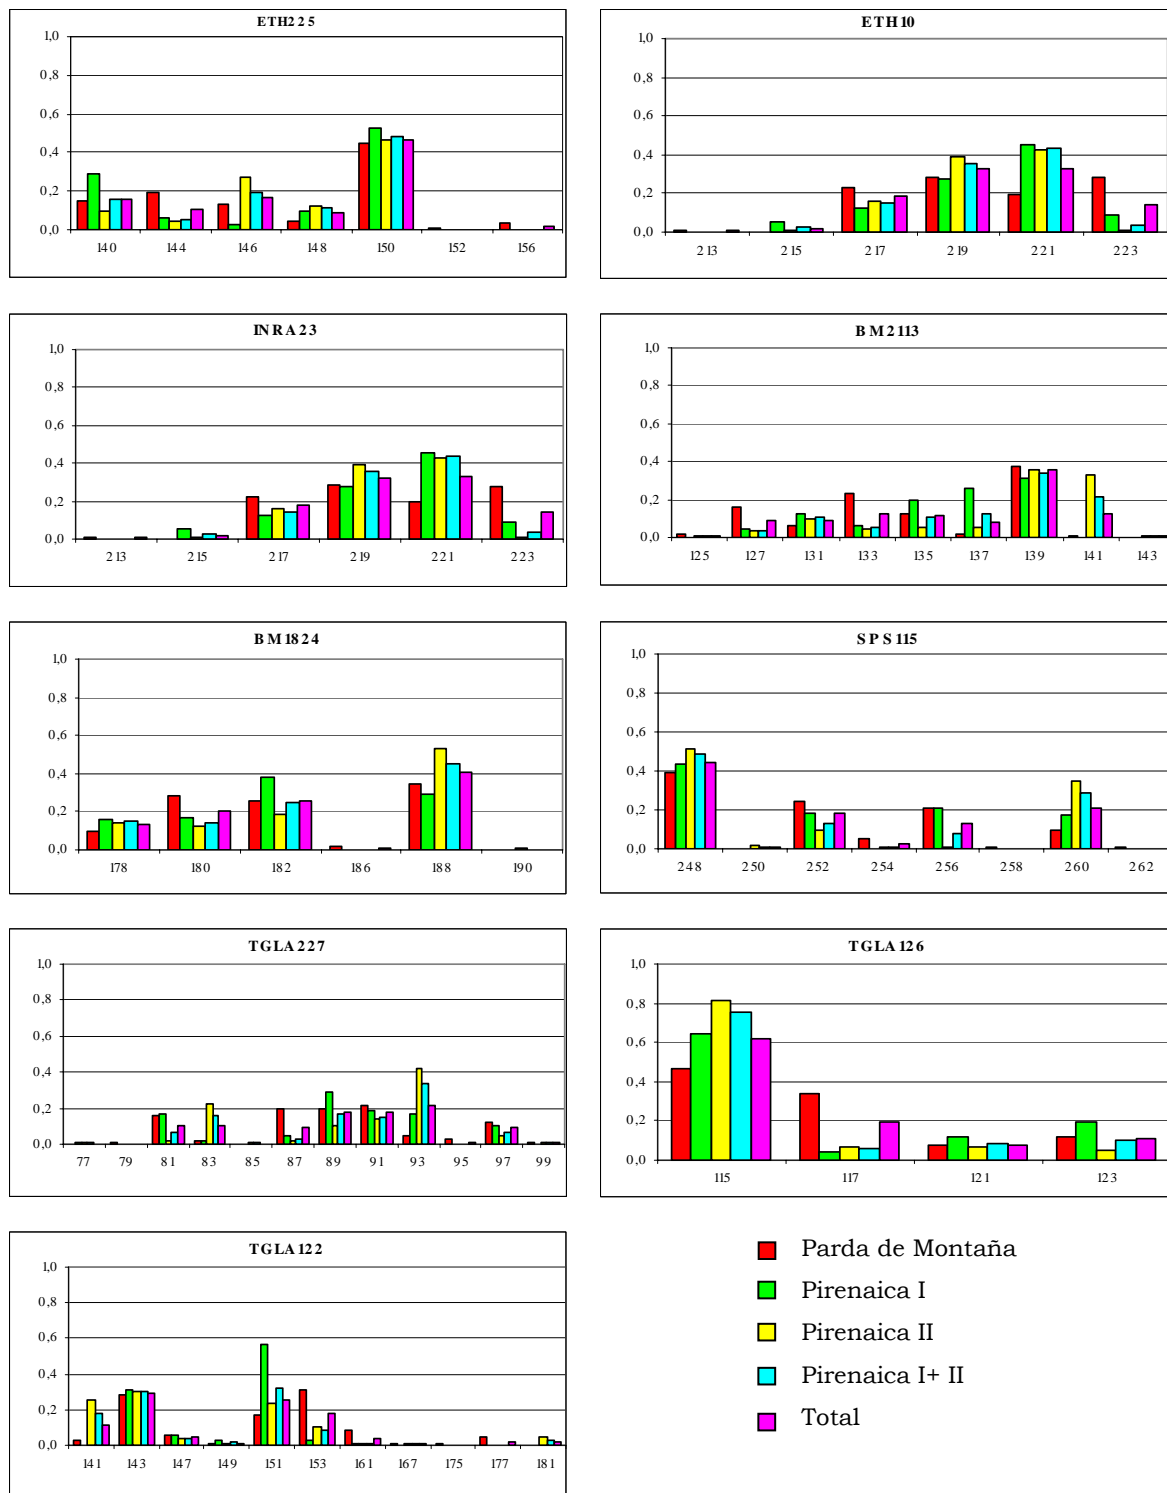 ETH225
1,0
0,8
0,6
0,4
0,2
0,0
140 144 146 148 150 152 156
ETH10
1,0
0,8
0,6
0,4
0,2
0,0
213 215 217 219 221 223
INRA23
1,0
0,8
0,6
0,4
0,2
0,0
213 215 217 219 221 223
BM2113
1,0
0,8
0,6
0,4
0,2
0,0
125 127 131 133 135 137 139 141 143
BM1824
1,0
0,8
0,6
0,4
0,2
0,0
178 180 182 186 188 190
SPS115
1,0
0,8
0,6
0,4
0,2
0,0
248 250 252 254 256 258 260 262
TGLA227
1,0
0,8
0,6
0,4
0,2
0,0
77 79 81 83 85 87 89 91 93 95 97 99
TGLA126
1,0
0,8
0,6
0,4
0,2
0,0
115 117 121 123
TGLA122
1,0
0,8
0,6
0,4
0,2
0,0
141 143 147 149 151 153 161 167 175 177 181
Parda de Montaña
Pirenaica I
Pirenaica II
Pirenaica I+ II
Total